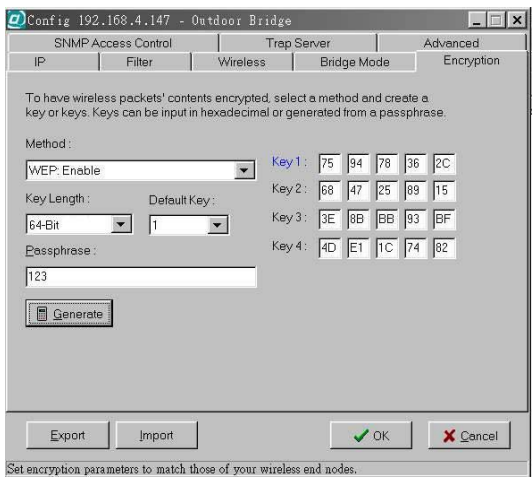 Config 192.168.4.147 - Outdoor Bridge
SNMP Access Control Trap Server Advanced
IP Filter Wireless Bridge Mode Encryption
To have wireless packets' contents encrypted, select a method and create a
key or keys. Keys can be input in hexadecimal or generated from a passphrase.
Method :
WEP: Enable
Key Length : Default Key :
64-Bit 1
Passphrase :
123
Generate
Key 1 : 75 94 78 36 2C
Key 2 : 68 47 25 89 15
Key 3 : 3E 8B BB 93 BF
Key 4 : 4D E1 1C 74 82
Export Import OK Cancel
Set encryption parameters to match those of your wireless end nodes.